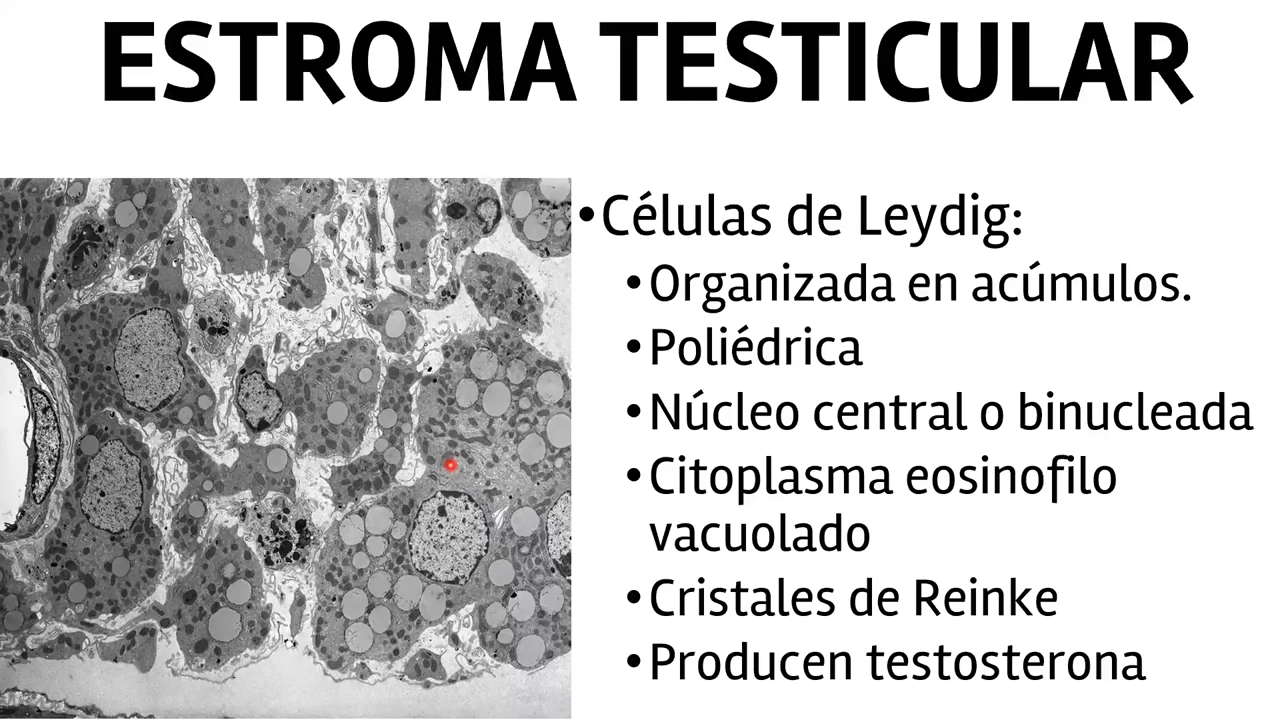 ESTROMA TESTICULAR
•Células de Leydig:
•Organizada en acúmulos.
•Poliédrica
•Núcleo central o binucleada
•Citoplasma eosinofilo
vacuolado
•Cristales de Reinke
•Producen testosterona